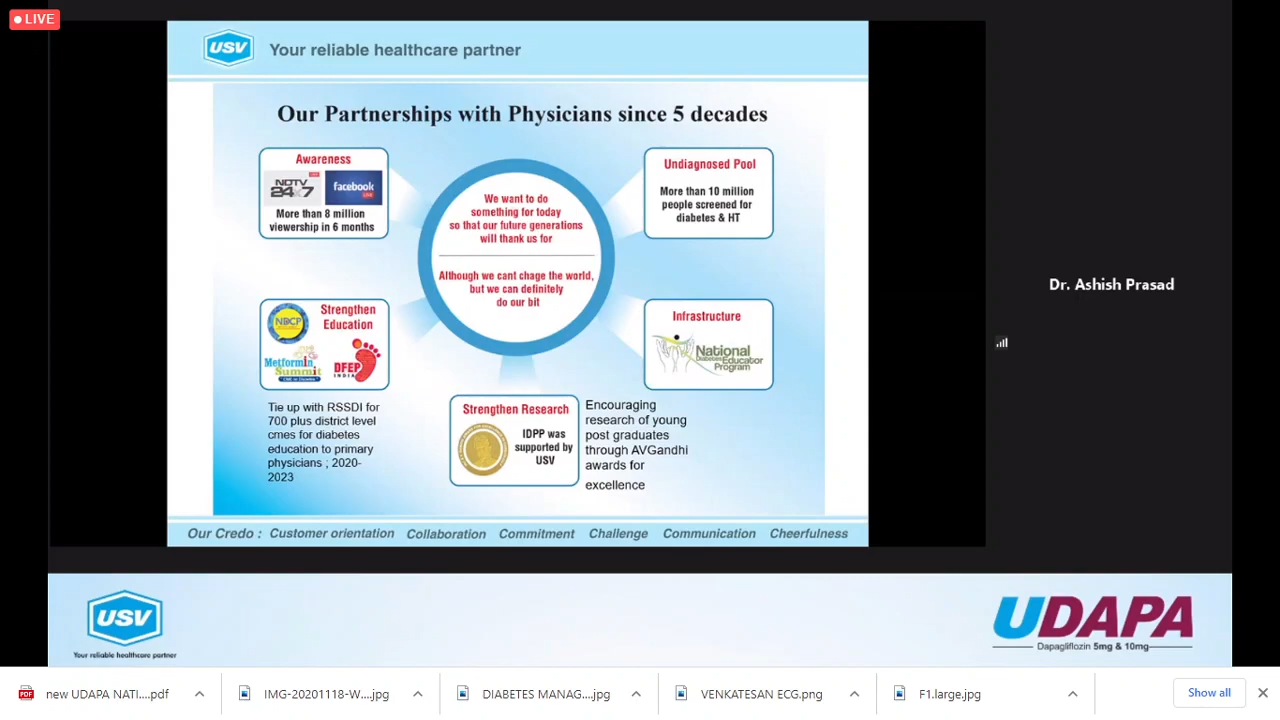 LIVE
USV
Your reliable healthcare partner
Our Partnerships with Physicians since 5 decades
Awareness
NDTV
24x7
facebook
LIVE
More than 8 million
viewership in 6 months
We want to do
something for today
so that our future generations
will thank us for
Although we cant chage the world,
but we can definitely
do our bit
Undiagnosed Pool
More than 10 million
people screened for
diabetes & HT
Strengthen
Education
NDCP
Metformin
Summit
DFEP
INDIA
Infrastructure
National
Diabetes Educator
Program
Tie up with RSSDI for
700 plus district level
cmes for diabetes
education to primary
physicians ; 2020-
2023
Strengthen Research
IDPP was
supported by
USV
Encouraging
research of young
post graduates
through AVGandhi
awards for
excellence
Our Credo : Customer orientation Collaboration Commitment Challenge Communication Cheerfulness
Dr. Ashish Prasad
USV
Your reliable healthcare partner
UDAPA
Dapagliflozin 5mg & 10mg
new UDAPA NATI....pdf
IMG-20201118-W....jpg
DIABETES MANAG...jpg
VENKATESAN ECG.png
F1.large.jpg
Show all